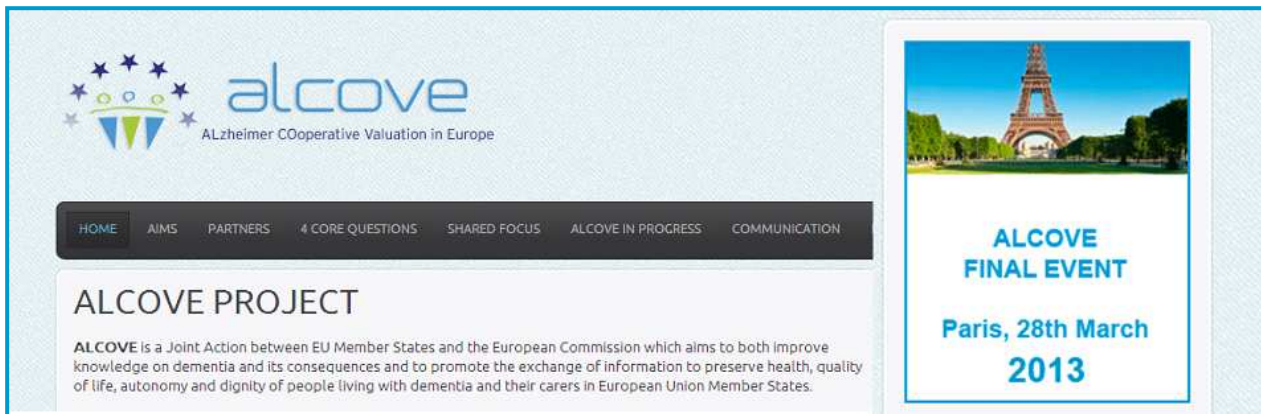 alcove
ALzheimer COoperative Valuation in Europe
HOME AIMS PARTNERS 4 CORE QUESTIONS SHARED FOCUS ALCOVE IN PROGRESS COMMUNICATION
ALCOVE PROJECT
ALCOVE is a Joint Action between EU Member States and the European Commission which aims to both improve
knowledge on dementia and its consequences and to promote the exchange of information to preserve health, quality
of life, autonomy and dignity of people living with dementia and their carers in European Union Member States.
ALCOVE
FINAL EVENT
Paris, 28th March
2013